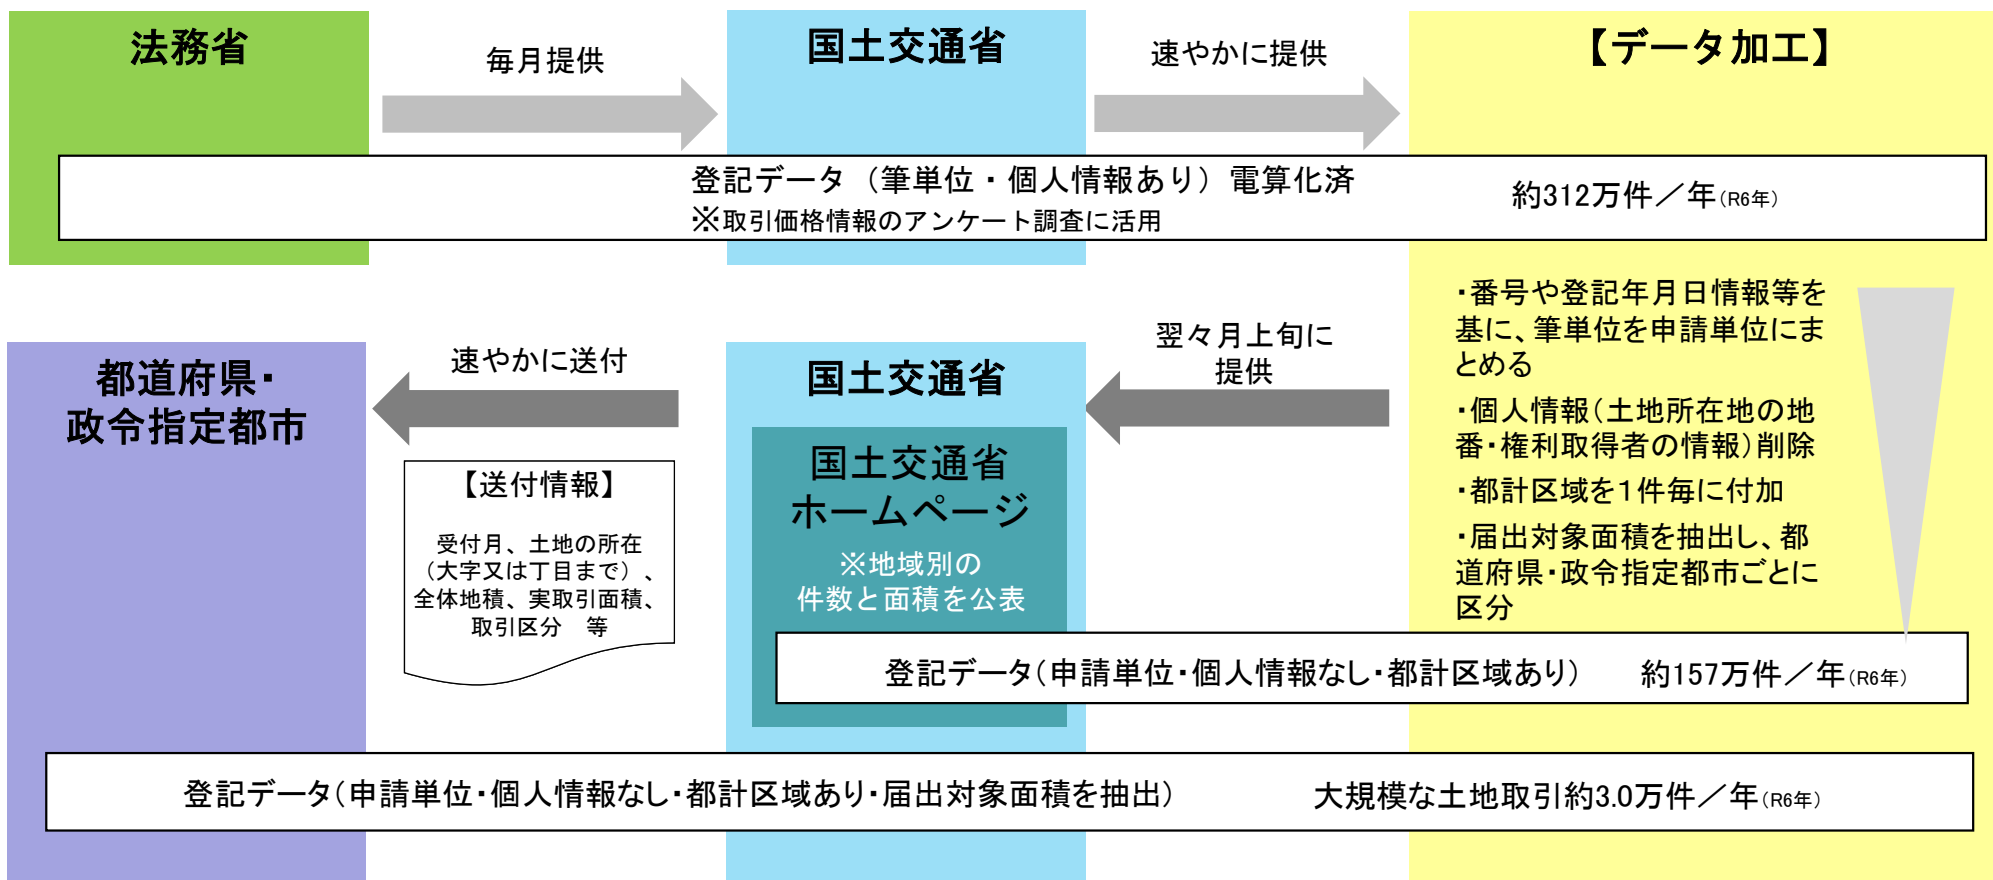 法務省
毎月提供
国土交通省
速やかに提供
【データ加工】
登記データ（筆単位・個人情報あり）電算化済　約312万件／年(R6年)
※取引価格情報のアンケート調査に活用
・番号や登記年月日情報等を
基に、筆単位を申請単位にま
とめる
・個人情報（土地所在地の地
番・権利取得者の情報）削除
・都計区域を１件毎に付加
・届出対象面積を抽出し、都
道府県・政令指定都市ごとに
区分
翌々月上旬に
提供
国土交通省
国土交通省
ホームページ
※地域別の
件数と面積を公表
速やかに送付
都道府県・
政令指定都市
【送付情報】
受付月、土地の所在
（大字又は丁目まで）、
全体地積、実取引面積、
取引区分　等
登記データ（申請単位・個人情報なし・都計区域あり）　約157万件／年(R6年)
登記データ（申請単位・個人情報なし・都計区域あり・届出対象面積を抽出）　大規模な土地取引約3.0万件／年(R6年)